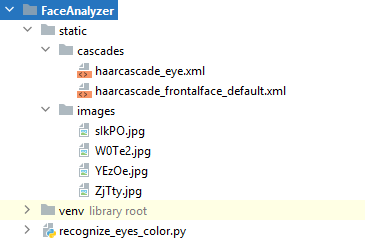 FaceAnalyzer
static
cascades
haarcascade_eye.xml
haarcascade_frontalface_default.xml
images
slkPO.jpg
W0Te2.jpg
YEzOe.jpg
ZjTty.jpg
venv library root
recognize_eyes_color.py